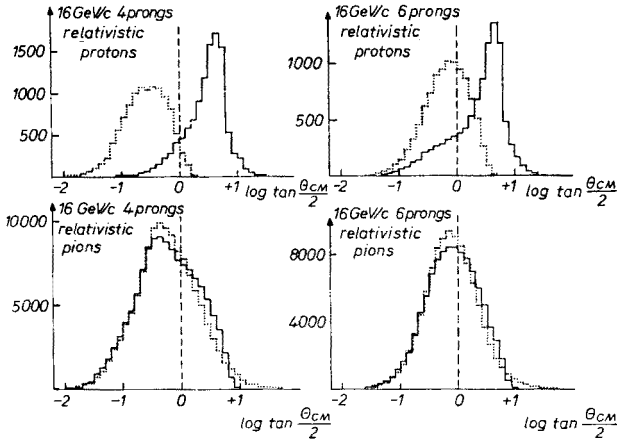 16 GeV/c 4 prongs
relativistic
protons
1500
1000
500
-2 -1 0 +1
log tan θCM/2
16 GeV/c 6 prongs
relativistic
protons
1000
500
-2 -1 0 +1
log tan θCM/2
16 GeV/c 4 prongs
relativistic
pions
10000
5000
-2 -1 0 +1
log tan θCM/2
16 GeV/c 6 prongs
relativistic
pions
8000
4000
-2 -1 0 +1
log tan θCM/2